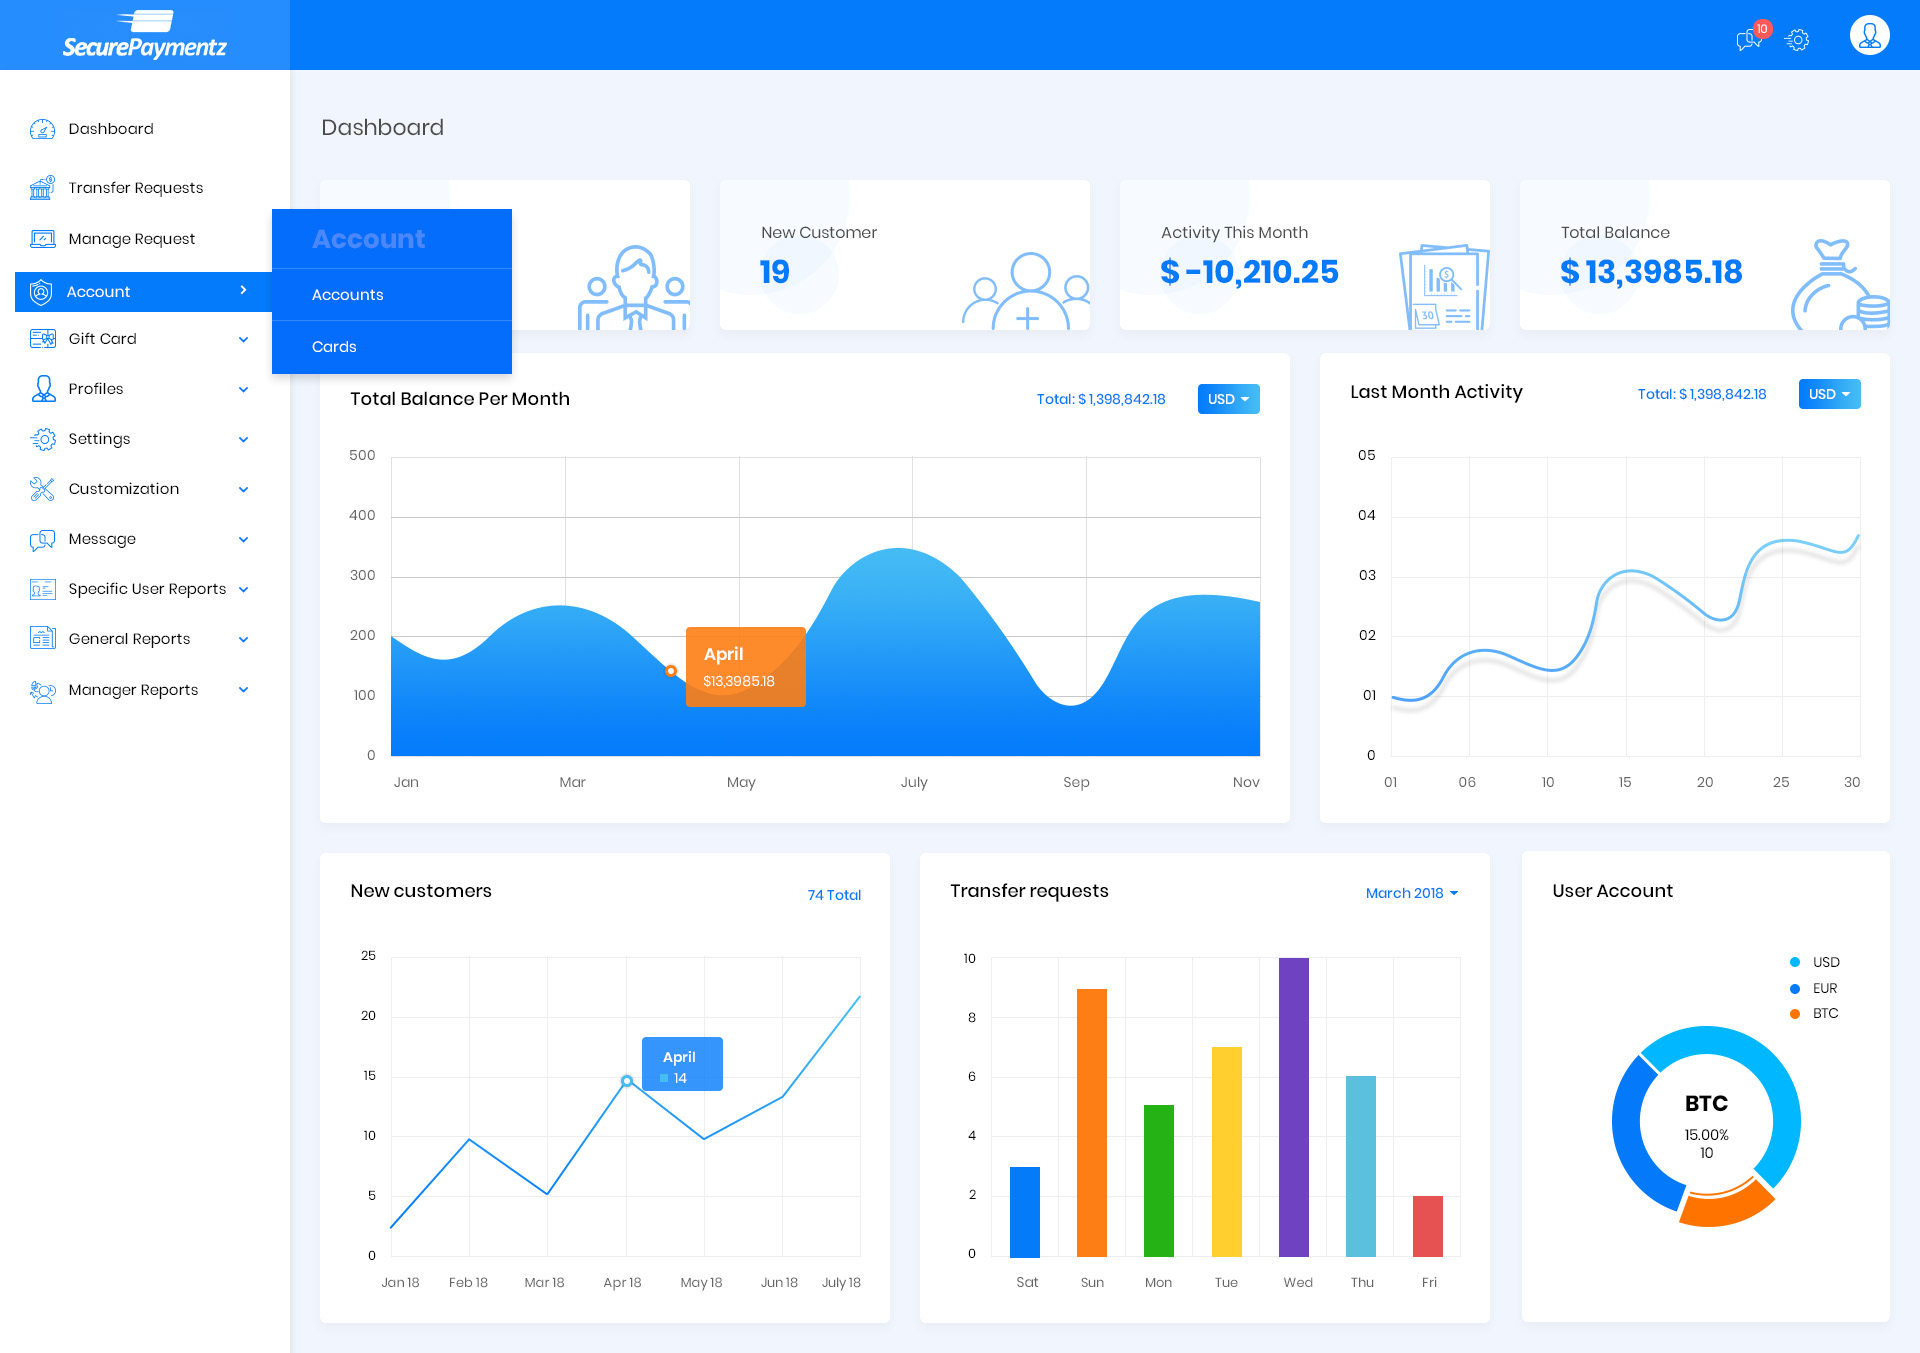 SecurePaymentz
10
Dashboard
Transfer Requests
Manage Request
Account
Gift Card
Profiles
Settings
Customization
Message
Specific User Reports
General Reports
Manager Reports
Account
Accounts
Cards
Dashboard
New Customer
19
Activity This Month
$ -10,210.25
30
Total Balance
$ 13,3985.18
Total Balance Per Month
Total: $ 1,398,842.18
USD
500
400
300
200
100
0
April
$13,3985.18
Jan Mar May July Sep Nov
Last Month Activity
Total: $ 1,398,842.18
USD
05
04
03
02
01
0
01 06 10 15 20 25 30
New customers
74 Total
25
20
15
10
5
0
April
14
Jan 18 Feb 18 Mar 18 Apr 18 May 18 Jun 18 July 18
Transfer requests
March 2018
10
8
6
4
2
0
Sat Sun Mon Tue Wed Thu Fri
User Account
USD
EUR
BTC
BTC
15.00%
10